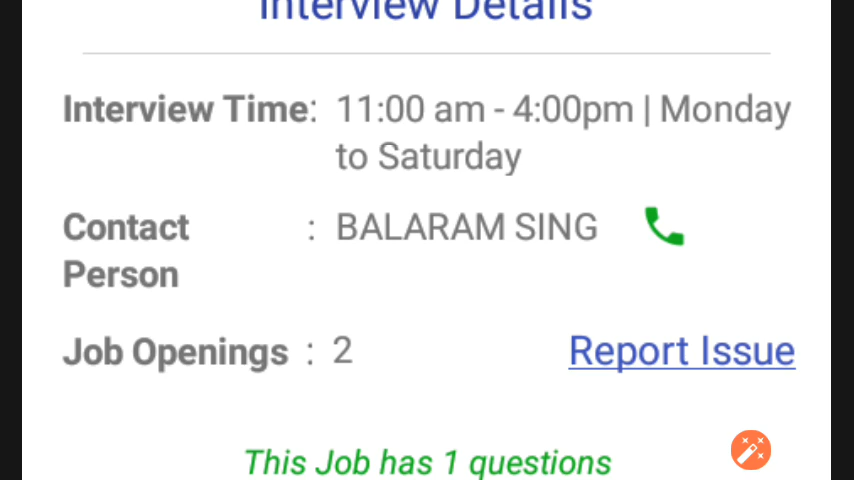 Interview Details
Interview Time: 11:00 am - 4:00pm | Monday
to Saturday
Contact : BALARAM SING
Person
Job Openings : 2 Report Issue
This Job has 1 questions